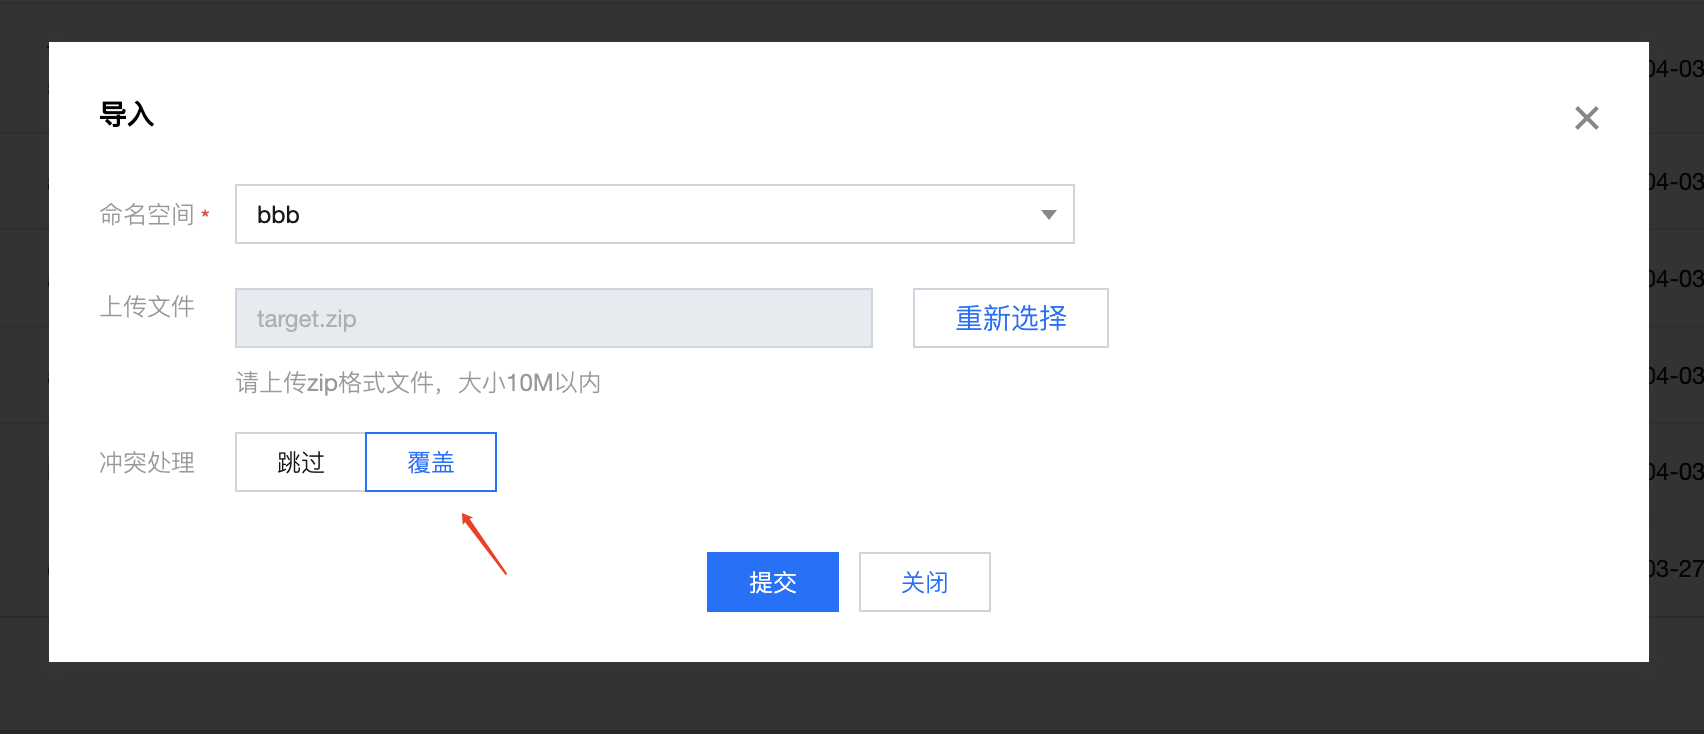 导入
命名空间 *
bbb
上传文件
target.zip
重新选择
请上传zip格式文件，大小10M以内
冲突处理
跳过
覆盖
提交
关闭
04-03
04-03
04-03
04-03
04-03
03-27